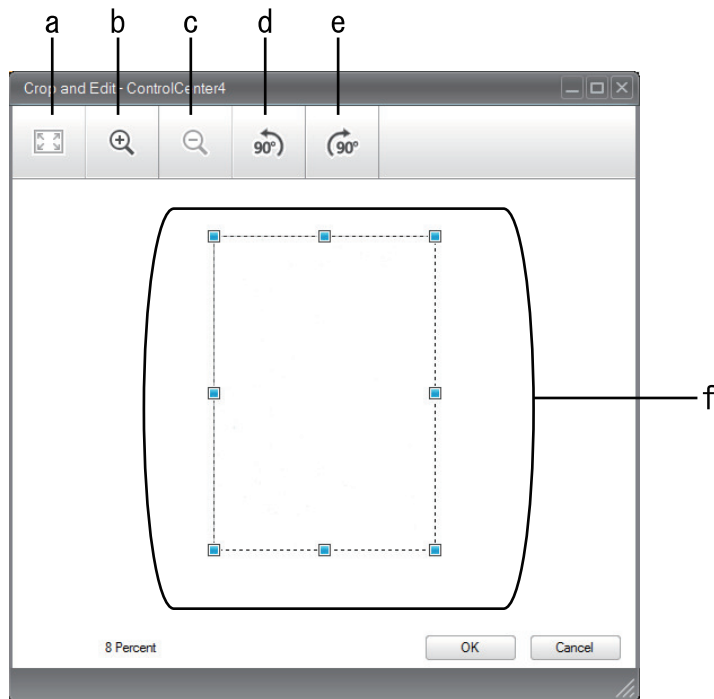 a b c d e
Crop and Edit - ControlCenter4
90° 90°
f
8 Percent OK Cancel